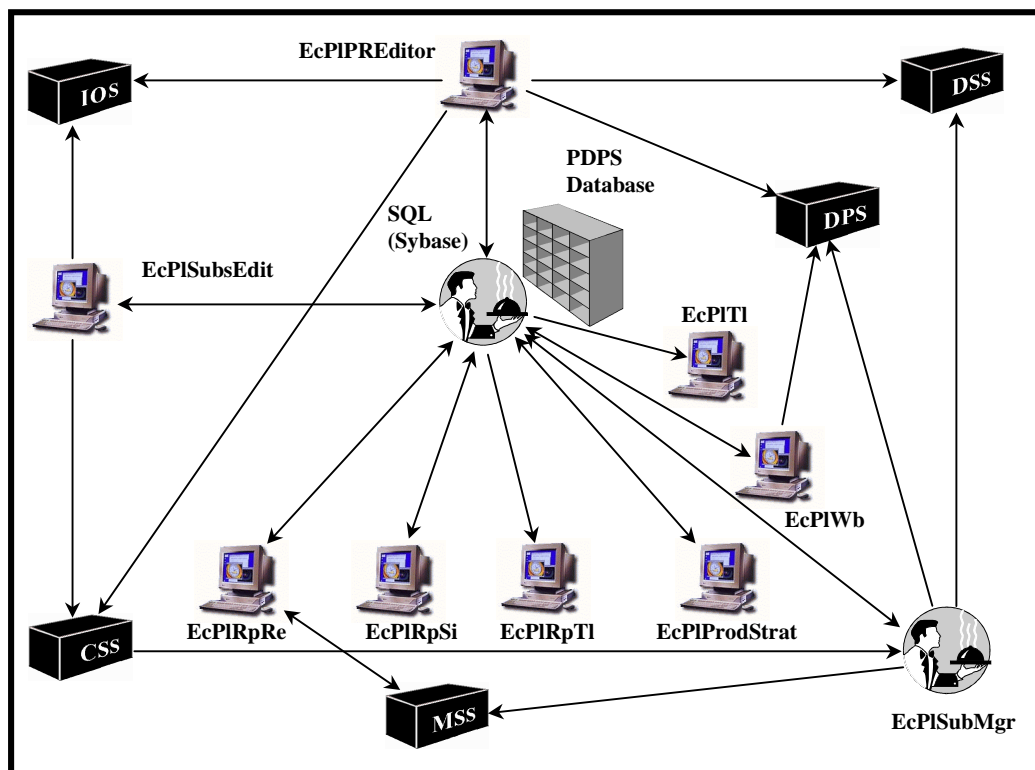 EcPlPREditor
IOS
DSS
PDPS
Database
DPS
SQL
(Sybase)
EcPlSubsEdit
EcPlTl
EcPlWb
EcPlRpRe
EcPlRpSi
EcPlRpTl
EcPlProdStrat
CSS
MSS
EcPlSubMgr